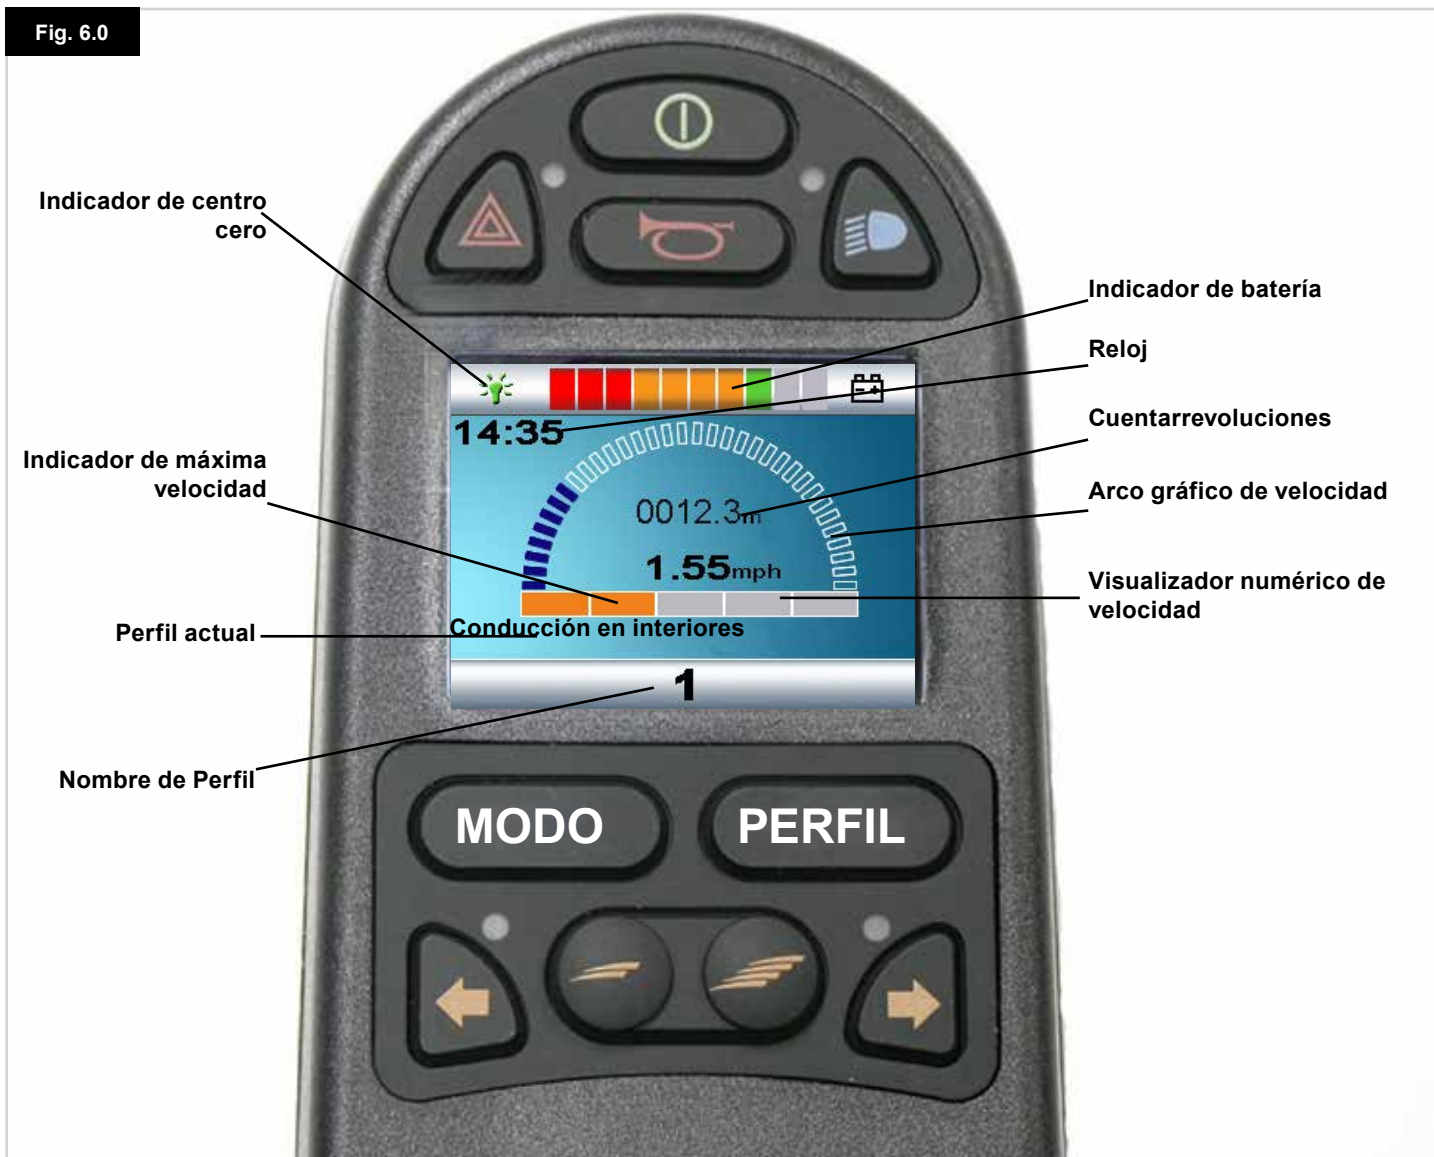 Fig. 6.0
Indicador de centro
cero
Indicador de batería
Reloj
14:35
Cuentarrevoluciones
Indicador de máxima
velocidad
Arco gráfico de velocidad
0012.3m
1.55mph
Visualizador numérico de
velocidad
Perfil actual
Conducción en interiores
1
Nombre de Perfil
MODO
PERFIL